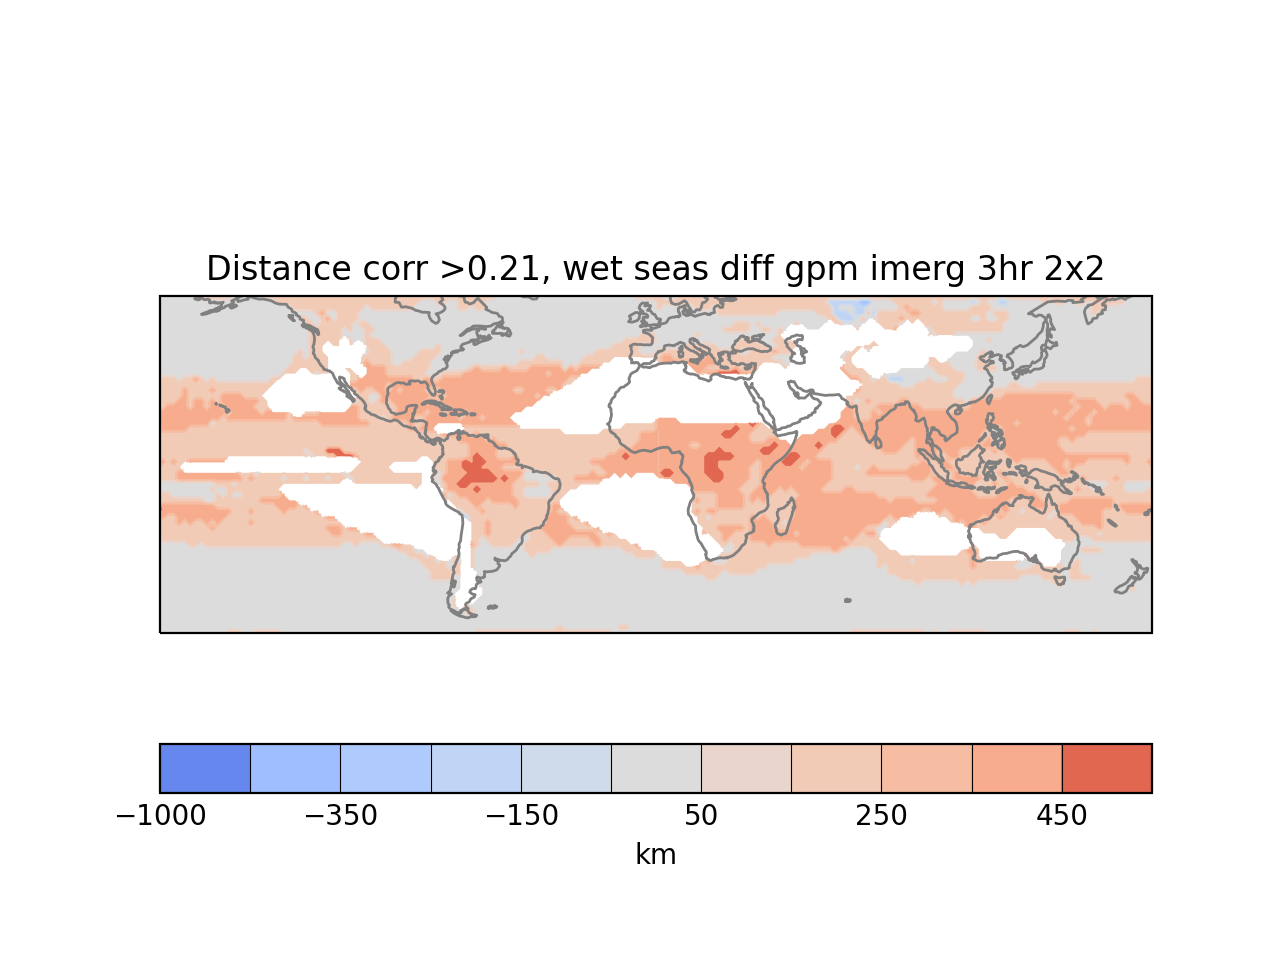 Distance corr >0.21, wet seas diff gpm imerg 3hr 2x2
−1000 −350 −150 50 250 450
km